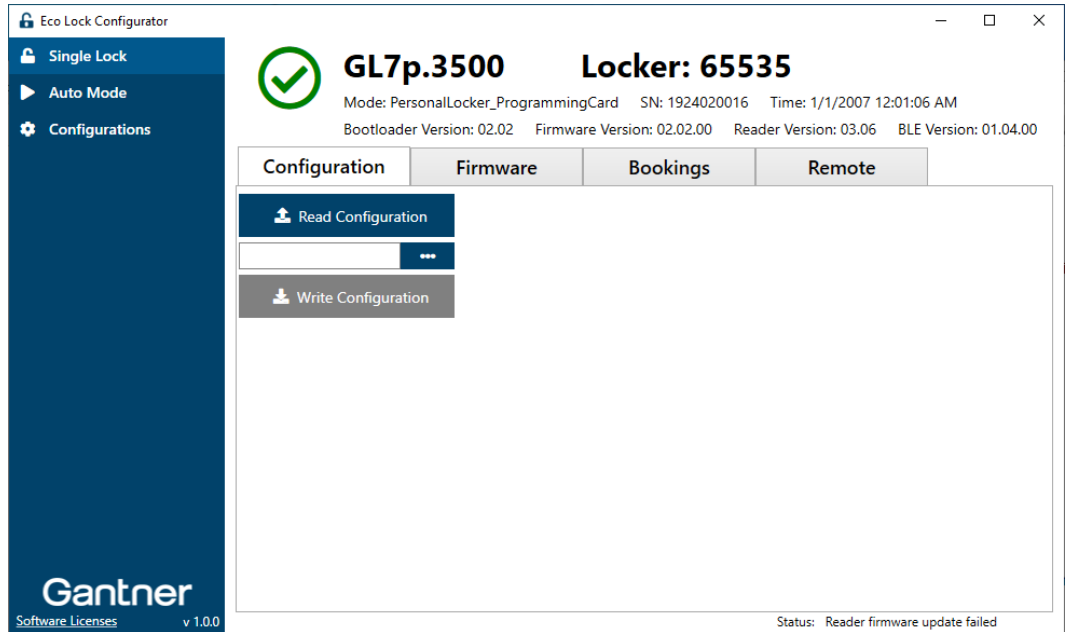 Eco Lock Configurator
Single Lock
Auto Mode
Configurations
GL7p.3500 Locker: 65535
Mode: PersonalLocker_ProgrammingCard SN: 1924020016 Time: 1/1/2007 12:01:06 AM
Bootloader Version: 02.02 Firmware Version: 02.02.00 Reader Version: 03.06 BLE Version: 01.04.00
Configuration Firmware Bookings Remote
Read Configuration
Write Configuration
Gantner
Software Licenses v 1.0.0
Status: Reader firmware update failed